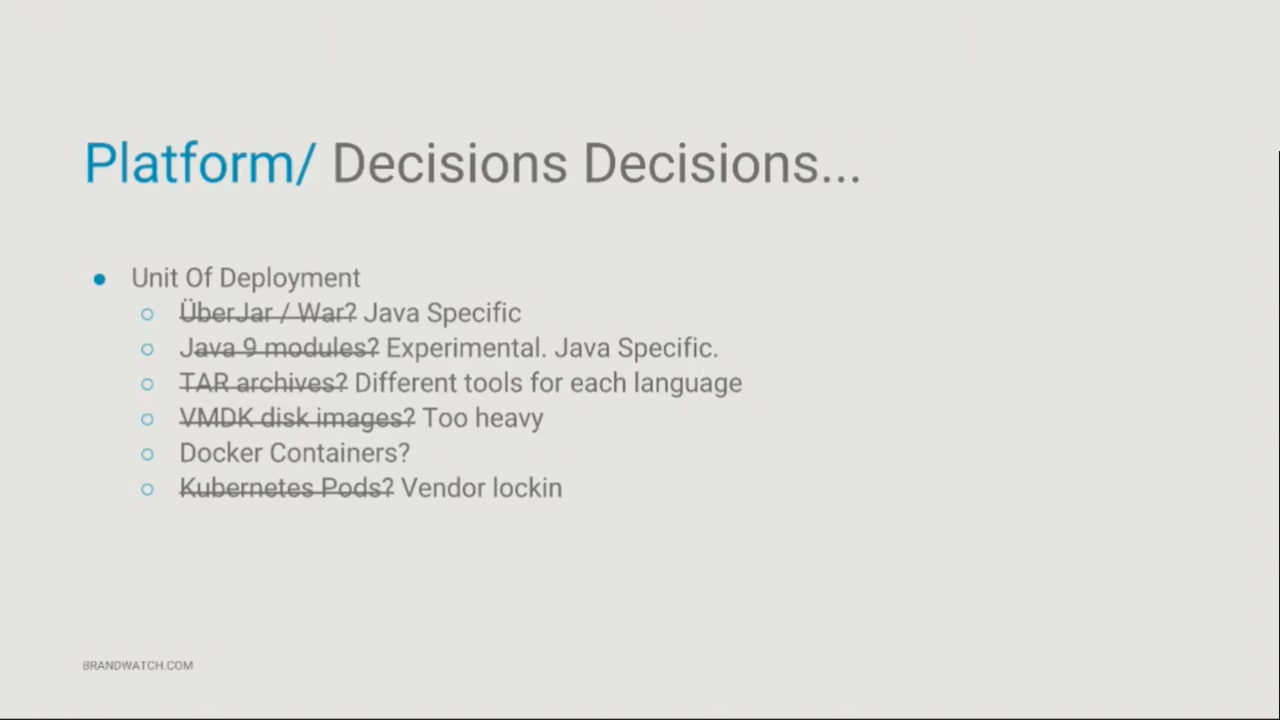 Platform/ Decisions Decisions...
● Unit Of Deployment
○ ÜberJar / War? Java Specific
○ Java 9 modules? Experimental. Java Specific.
○ TAR archives? Different tools for each language
○ VMDK disk images? Too heavy
○ Docker Containers?
○ Kubernetes Pods? Vendor lockin
BRANDWATCH.COM